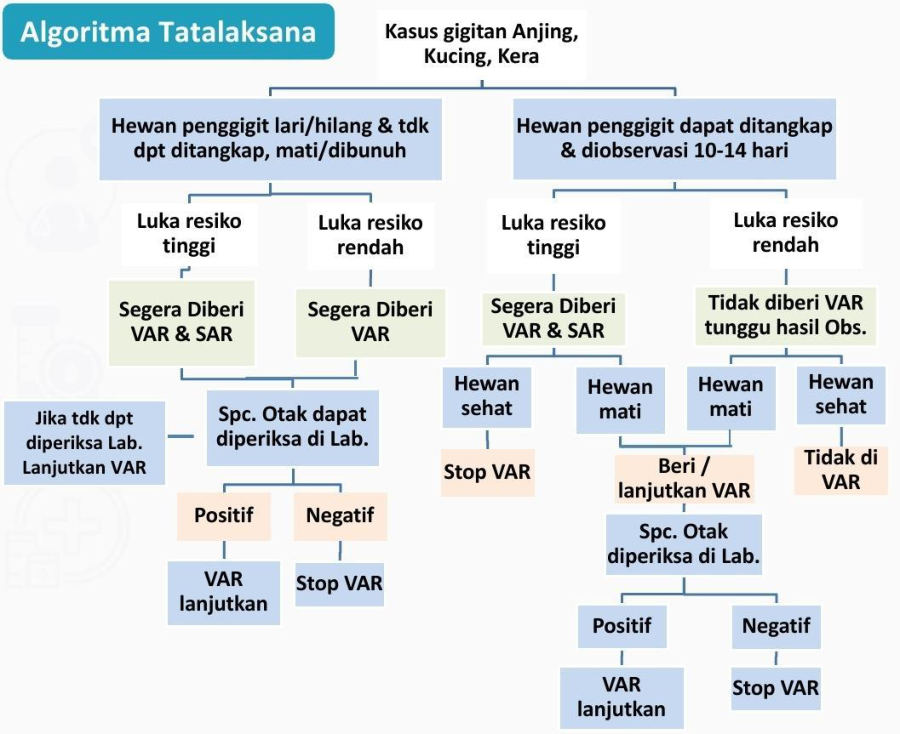 Algoritma Tatalaksana
Kasus gigitan Anjing,
Kucing, Kera
Hewan penggigit lari/hilang & tdk
dpt ditangkap, mati/dibunuh
Hewan penggigit dapat ditangkap
& diobservasi 10-14 hari
Luka resiko
tinggi
Luka resiko
rendah
Luka resiko
tinggi
Luka resiko
rendah
Segera Diberi
VAR & SAR
Segera Diberi
VAR
Segera Diberi
VAR & SAR
Tidak diberi VAR
tunggu hasil Obs.
Hewan
sehat
Hewan
mati
Hewan
mati
Hewan
sehat
Jika tdk dpt
diperiksa Lab.
Lanjutkan VAR
Spc. Otak dapat
diperiksa di Lab.
Stop VAR
Beri /
lanjutkan VAR
Tidak di
VAR
Positif
Negatif
VAR
lanjutkan
Stop VAR
Spc. Otak
diperiksa di Lab.
Positif
Negatif
VAR
lanjutkan
Stop VAR